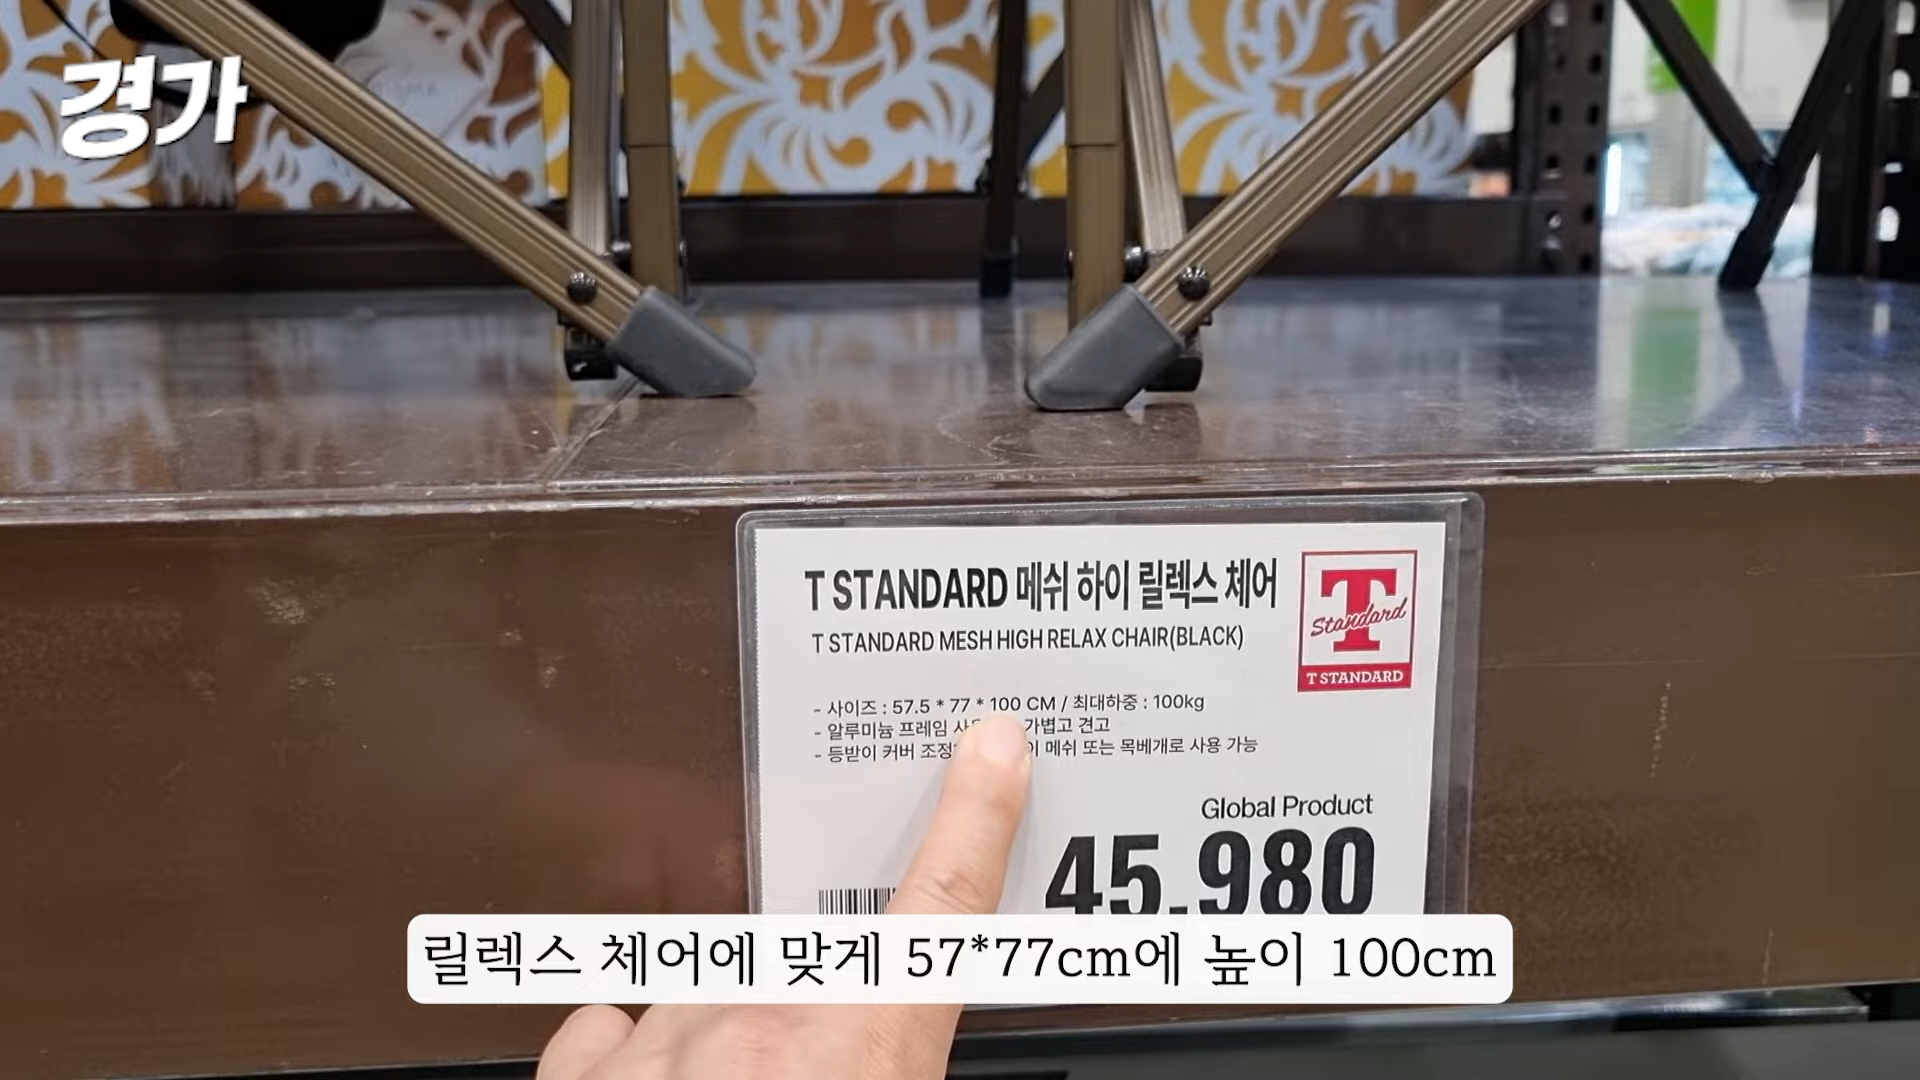 경가
T STANDARD 메쉬 하이 릴렉스 체어
T STANDARD MESH HIGH RELAX CHAIR(BLACK)
T
Standard
T STANDARD
- 사이즈 : 57.5 * 77 * 100 CM / 최대하중 : 100kg
- 알루미늄 프레임 가볍고 견고
- 등받이 커버 조정 메쉬 또는 목베개로 사용 가능
Global Product
45,980
릴렉스 체어에 맞게 57*77cm에 높이 100cm